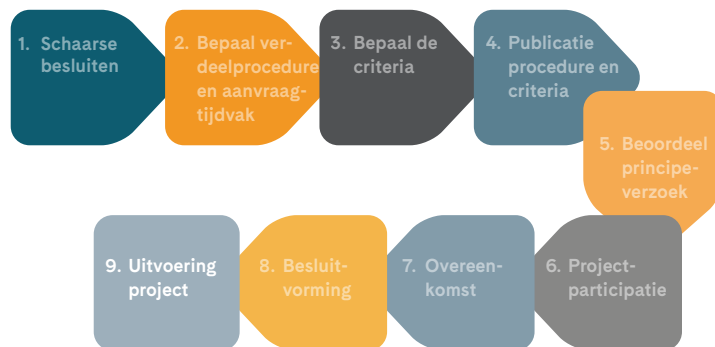 1. Schaarse
besluiten
2. Bepaal ver-
deelprocedure
en aanvraag-
tijdvak
3. Bepaal de
criteria
4. Publicatie
procedure en
criteria
5. Beoordeel
principe-
verzoek
9. Uitvoering
project
8. Besluit-
vorming
7. Overeen-
komst
6. Project-
participatie